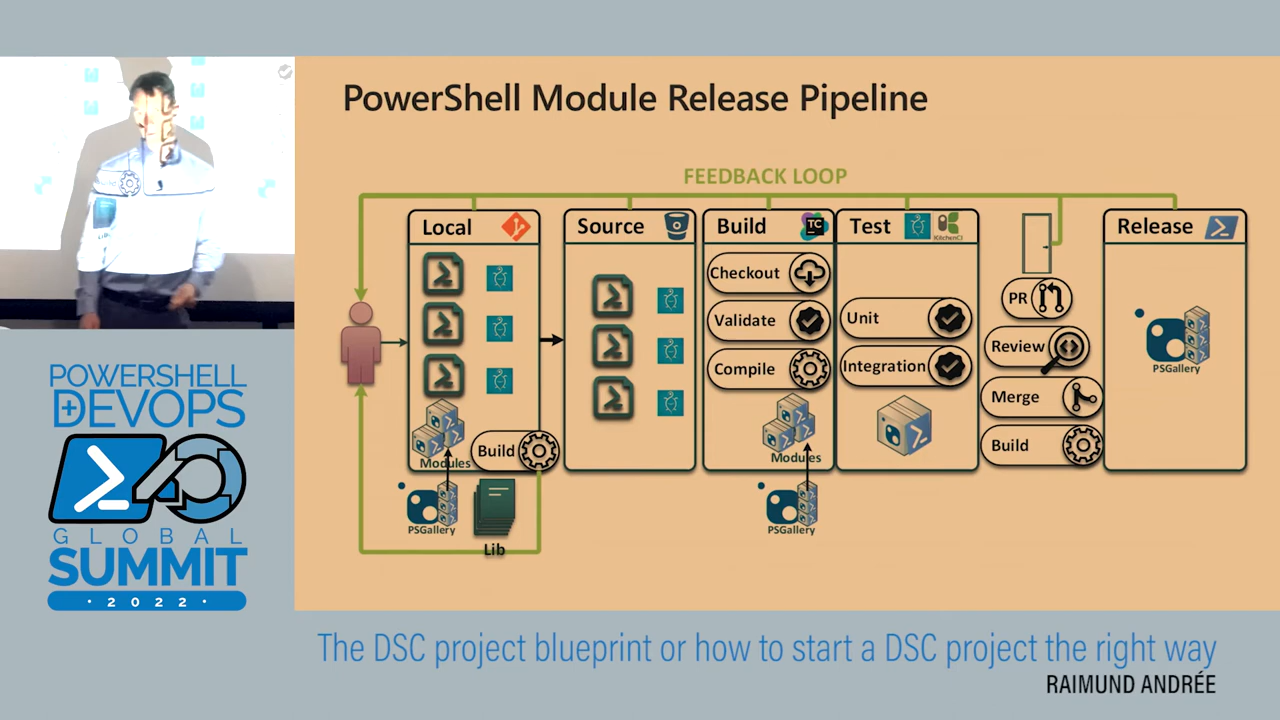 PowerShell Module Release Pipeline
FEEDBACK LOOP
Local
Source
Build
TC
Test
KitchenCI
Release
Checkout
Validate
Compile
Unit
Integration
PR
Review
Merge
Build
PSGallery
Modules
Build
PSGallery
Lib
Modules
PSGallery
POWERSHELL
DEVOPS
GLOBAL
SUMMIT
· 2022 ·
The DSC project blueprint or how to start a DSC project the right way
RAIMUND ANDRÉE